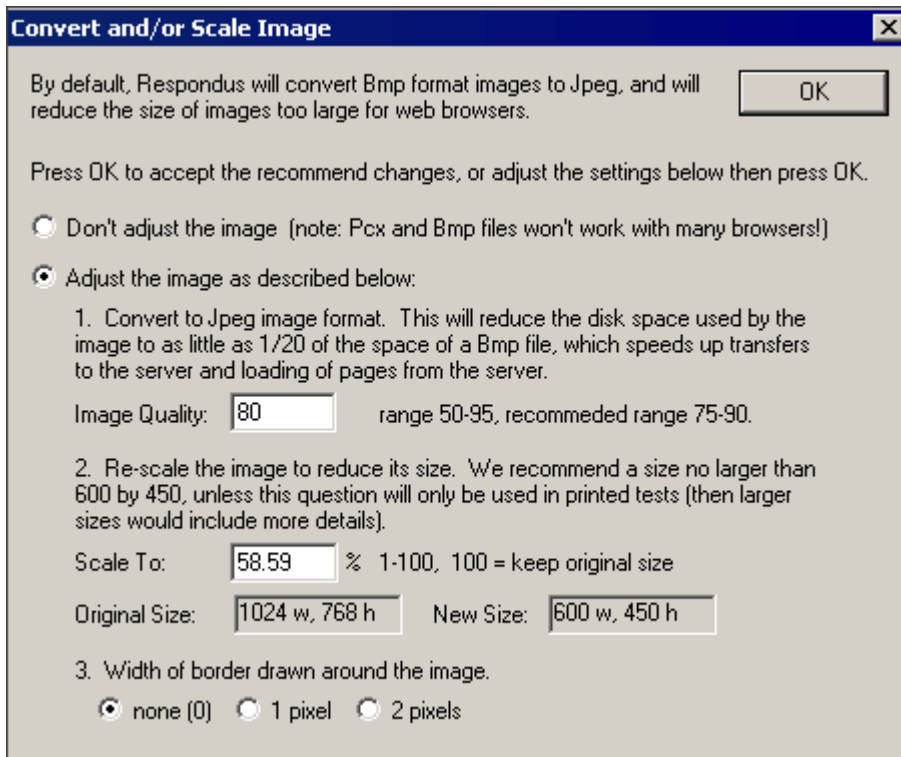 Convert and/or Scale Image
By default, Respondus will convert Bmp format images to Jpeg, and will
reduce the size of images too large for web browsers.
OK
Press OK to accept the recommend changes, or adjust the settings below then press OK.
Don't adjust the image (note: Pcx and Bmp files won't work with many browsers!)
Adjust the image as described below:
1. Convert to Jpeg image format. This will reduce the disk space used by the
image to as little as 1/20 of the space of a Bmp file, which speeds up transfers
to the server and loading of pages from the server.
Image Quality: 80 range 50-95, recommeded range 75-90.
2. Re-scale the image to reduce its size. We recommend a size no larger than
600 by 450, unless this question will only be used in printed tests (then larger
sizes would include more details).
Scale To: 58.59 % 1-100, 100 = keep original size
Original Size: 1024 w, 768 h New Size: 600 w, 450 h
3. Width of border drawn around the image.
none (0) 1 pixel 2 pixels